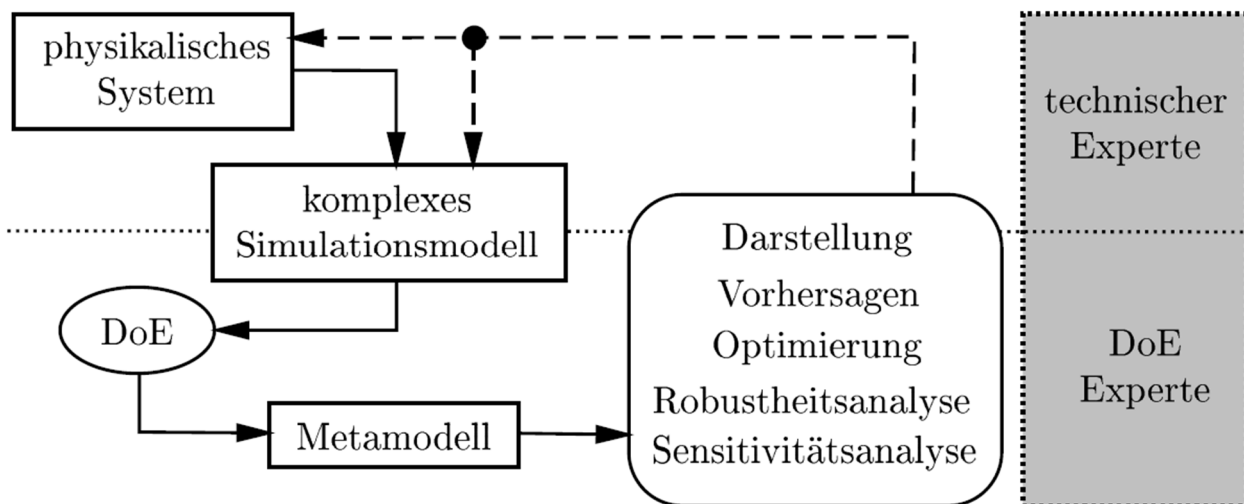 physikalisches
System
technischer
Experte
komplexes
Simulationsmodell
Darstellung
Vorhersagen
Optimierung
Robustheitsanalyse
Sensitivitätsanalyse
DoE
Metamodell
DoE
Experte